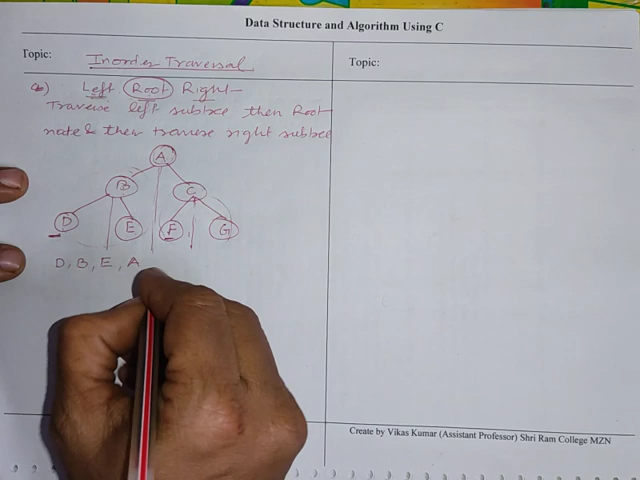 Data Structure and Algorithm Using C
Topic: Inorder Traversal
Topic:
Left Root Right
Traverse left subtree then Root
node & then traverse right subtree
A
B C
D E F G
D, B, E, A
Create by Vikas Kumar (Assistant Professor) Shri Ram College MZN